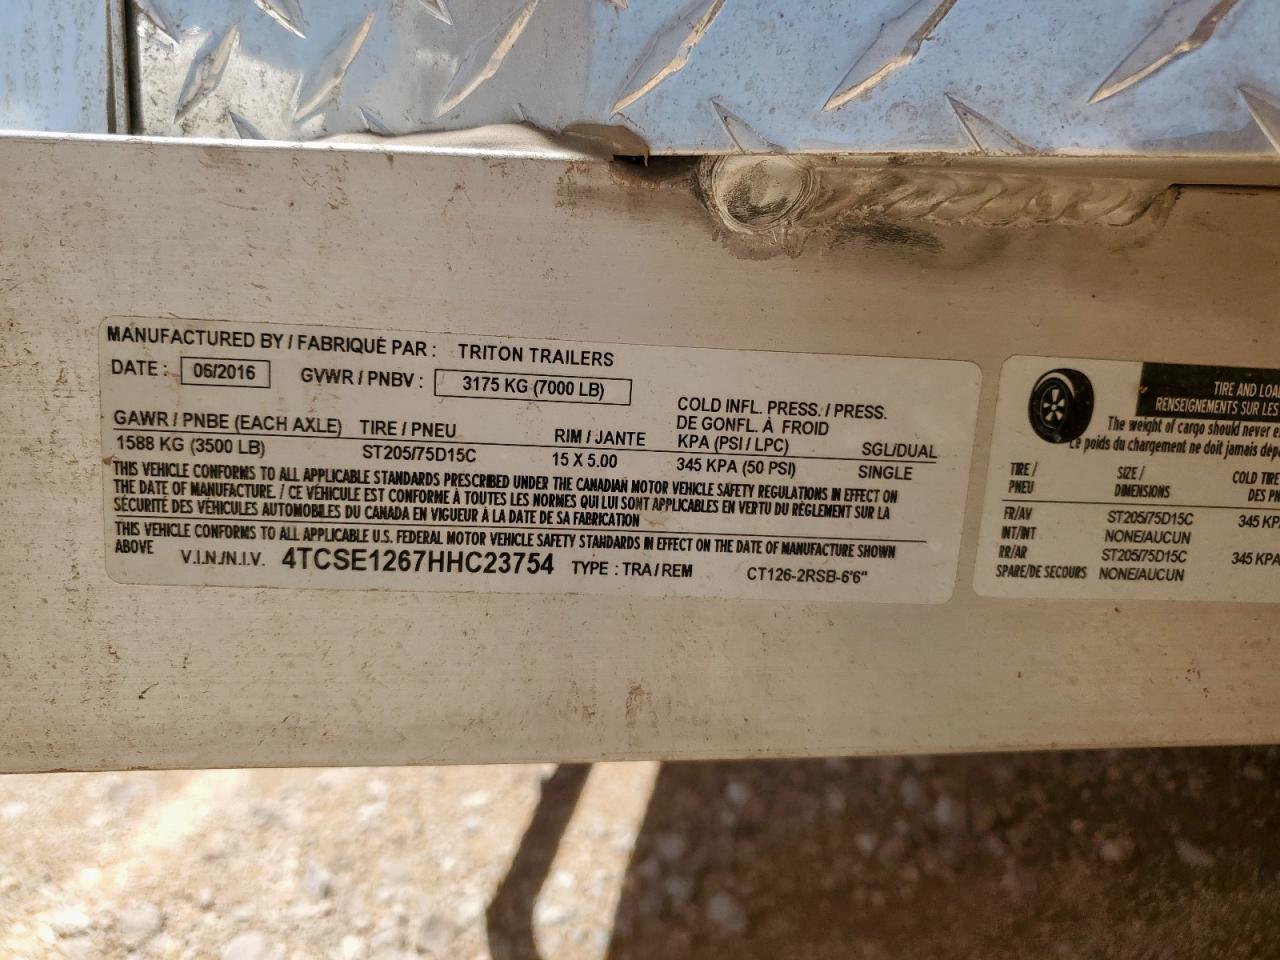 MANUFACTURED BY / FABRIQUÉ PAR : TRITON TRAILERS
DATE : 06/2016 GVWR / PNBV : 3175 KG (7000 LB)
GAWR / PNBE (EACH AXLE) TIRE / PNEU RIM / JANTE COLD INFL. PRESS. / PRESS. DE GONFL. À FROID KPA (PSI / LPC) SGL/DUAL
1588 KG (3500 LB) ST205/75D15C 15 X 5.00 345 KPA (50 PSI) SINGLE
THIS VEHICLE CONFORMS TO ALL APPLICABLE STANDARDS PRESCRIBED UNDER THE CANADIAN MOTOR VEHICLE SAFETY REGULATIONS IN EFFECT ON
THE DATE OF MANUFACTURE. / CE VÉHICULE EST CONFORME À TOUTES LES NORMES QUI LUI SONT APPLICABLES EN VERTU DU RÈGLEMENT SUR LA
SÉCURITÉ DES VÉHICULES AUTOMOBILES DU CANADA EN VIGUEUR À LA DATE DE SA FABRICATION
THIS VEHICLE CONFORMS TO ALL APPLICABLE U.S. FEDERAL MOTOR VEHICLE SAFETY STANDARDS IN EFFECT ON THE DATE OF MANUFACTURE SHOWN
ABOVE V.I.N./N.I.V. 4TCSE1267HHC23754 TYPE : TRA / REM CT126-2RSB-6'6"
TIRE AND LOA
RENSEIGNEMENTS SUR LES
The weight of cargo should never e
Le poids du chargement ne doit jamais dép
TIRE / SIZE / COLD TIRE
PNEU DIMENSIONS DES PN
FR/AV ST205/75D15C 345 KPA
INT/INT NONE/AUCUN
RR/AR ST205/75D15C 345 KPA
SPARE/DE SECOURS NONE/AUCUN